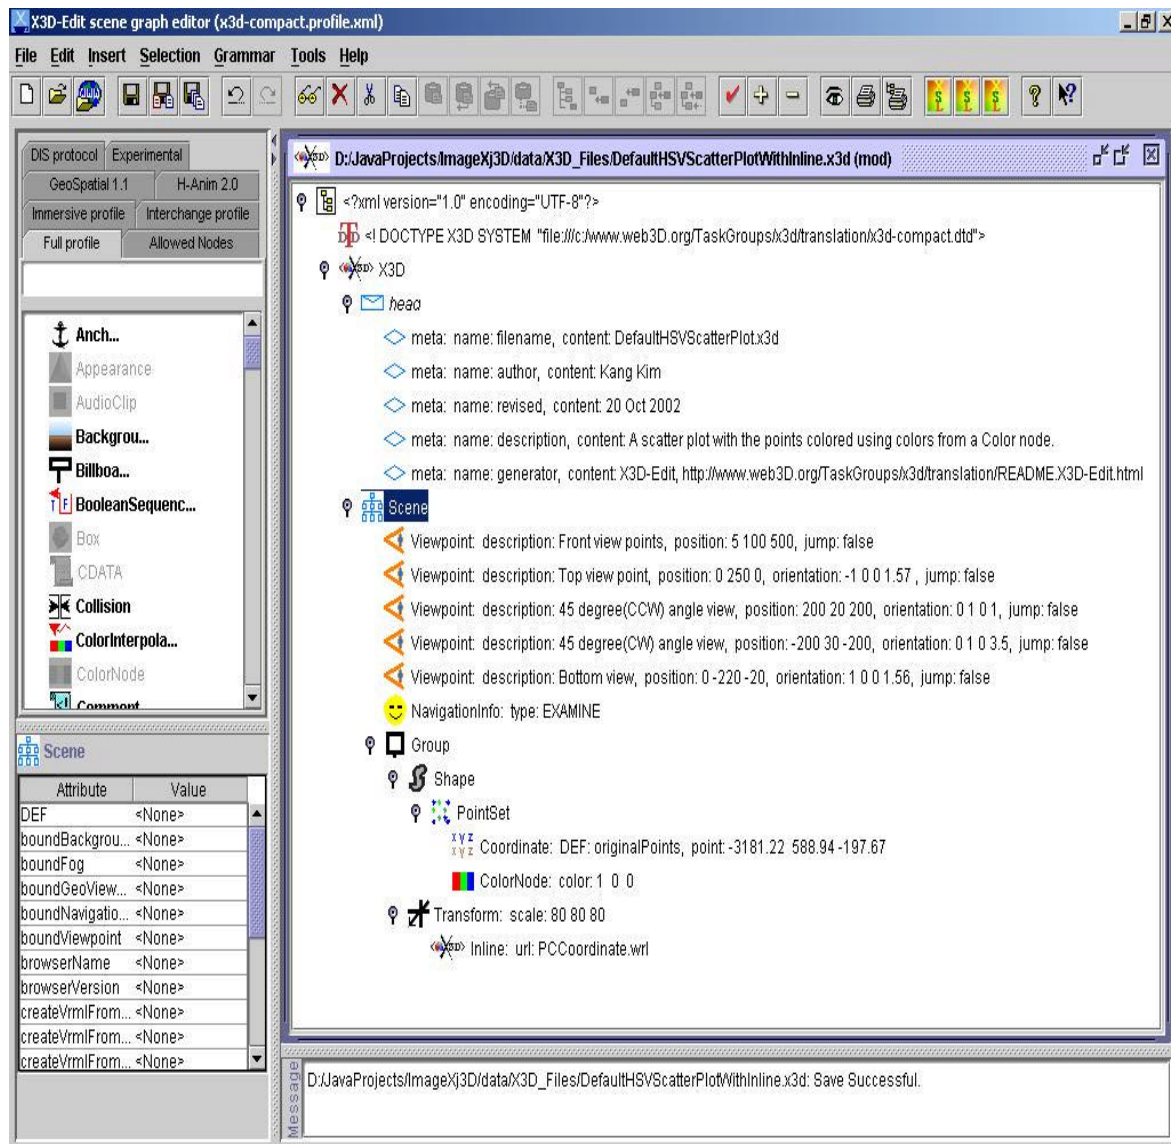 X3D-Edit scene graph editor (x3d-compact.profile.xml)
File Edit Insert Selection Grammar Tools Help
DIS protocol Experimental
GeoSpatial 1.1 H-Anim 2.0
Immersive profile Interchange profile
Full profile Allowed Nodes
Anch...
Appearance
AudioClip
Backgrou...
Billboa...
BooleanSequenc...
Box
CDATA
Collision
ColorInterpola...
ColorNode
Comment
Scene
Attribute Value
DEF <None>
boundBackgrou... <None>
boundFog <None>
boundGeoView... <None>
boundNavigatio... <None>
boundViewpoint <None>
browserName <None>
browserVersion <None>
createVrmlFrom... <None>
createVrmlFrom... <None>
createVrmlFrom... <None>
D:/JavaProjects/ImageXj3D/data/X3D_Files/DefaultHSVScatterPlotWithInline.x3d (mod)
<?xml version="1.0" encoding="UTF-8"?>
<! DOCTYPE X3D SYSTEM "file:///c:/www.web3D.org/TaskGroups/x3d/translation/x3d-compact.dtd">
X3D
head
meta: name: filename, content: DefaultHSVScatterPlot.x3d
meta: name: author, content: Kang Kim
meta: name: revised, content: 20 Oct 2002
meta: name: description, content: A scatter plot with the points colored using colors from a Color node.
meta: name: generator, content: X3D-Edit, http://www.web3D.org/TaskGroups/x3d/translation/README.X3D-Edit.html
Scene
Viewpoint: description: Front view points, position: 5 100 500, jump: false
Viewpoint: description: Top view point, position: 0 250 0, orientation: -1 0 0 1.57 , jump: false
Viewpoint: description: 45 degree(CCW) angle view, position: 200 20 200, orientation: 0 1 0 1, jump: false
Viewpoint: description: 45 degree(CW) angle view, position: -200 30 -200, orientation: 0 1 0 3.5, jump: false
Viewpoint: description: Bottom view, position: 0 -220 -20, orientation: 1 0 0 1.56, jump: false
NavigationInfo: type: EXAMINE
Group
Shape
PointSet
Coordinate: DEF: originalPoints, point: -3181.22 588.94 -197.67
ColorNode: color: 1 0 0
Transform: scale: 80 80 80
Inline: url: PCCoordinate.wrl
Message
D:/JavaProjects/ImageXj3D/data/X3D_Files/DefaultHSVScatterPlotWithInline.x3d: Save Successful.